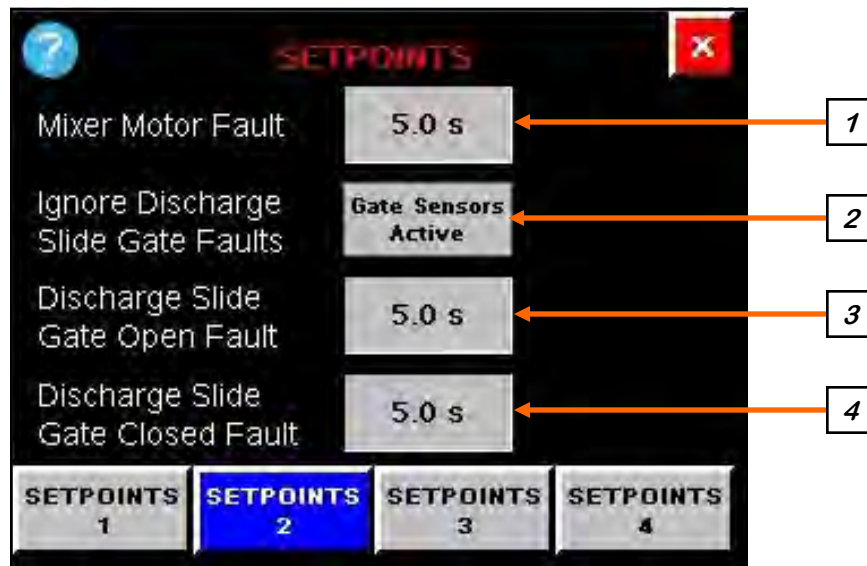 ?
SETPOINTS
x
Mixer Motor Fault
5.0 s
1
Ignore Discharge
Slide Gate Faults
Gate Sensors
Active
2
Discharge Slide
Gate Open Fault
5.0 s
3
Discharge Slide
Gate Closed Fault
5.0 s
4
SETPOINTS
1
SETPOINTS
2
SETPOINTS
3
SETPOINTS
4